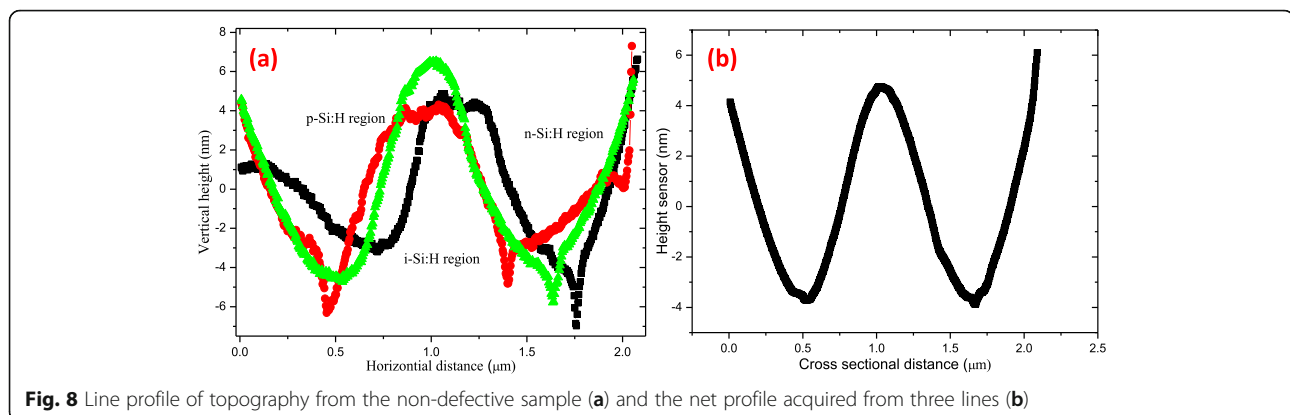 (a)
8
6
4
2
0
-2
-4
-6
Vertical height (nm)
p-Si:H region
n-Si:H region
i-Si:H region
0.0 0.5 1.0 1.5 2.0
Horizontial distance (μm)
(b)
6
4
2
0
-2
-4
Height sensor (nm)
0.0 0.5 1.0 1.5 2.0 2.5
Cross sectional distance (μm)
Fig. 8 Line profile of topography from the non-defective sample (a) and the net profile acquired from three lines (b)